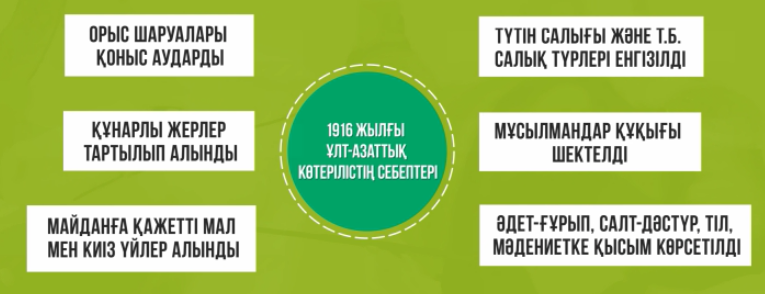 ОРЫС ШАРУАЛАРЫ
ҚОНЫС АУДАРДЫ
ҚҰНАРЛЫ ЖЕРЛЕР
ТАРТЫЛЫП АЛЫНДЫ
МАЙДАНҒА ҚАЖЕТТІ МАЛ
МЕН КИІЗ ҮЙЛЕР АЛЫНДЫ
1916 ЖЫЛҒЫ
ҰЛТ-АЗАТТЫҚ
КӨТЕРІЛІСТІҢ СЕБЕПТЕРІ
ТҮТІН САЛЫҒЫ ЖӘНЕ Т.Б.
САЛЫҚ ТҮРЛЕРІ ЕНГІЗІЛДІ
МҰСЫЛМАНДАР ҚҰҚЫҒЫ
ШЕКТЕЛДІ
ӘДЕТ-ҒҰРЫП, САЛТ-ДӘСТҮР, ТІЛ,
МӘДЕНИЕТКЕ ҚЫСЫМ КӨРСЕТІЛДІ